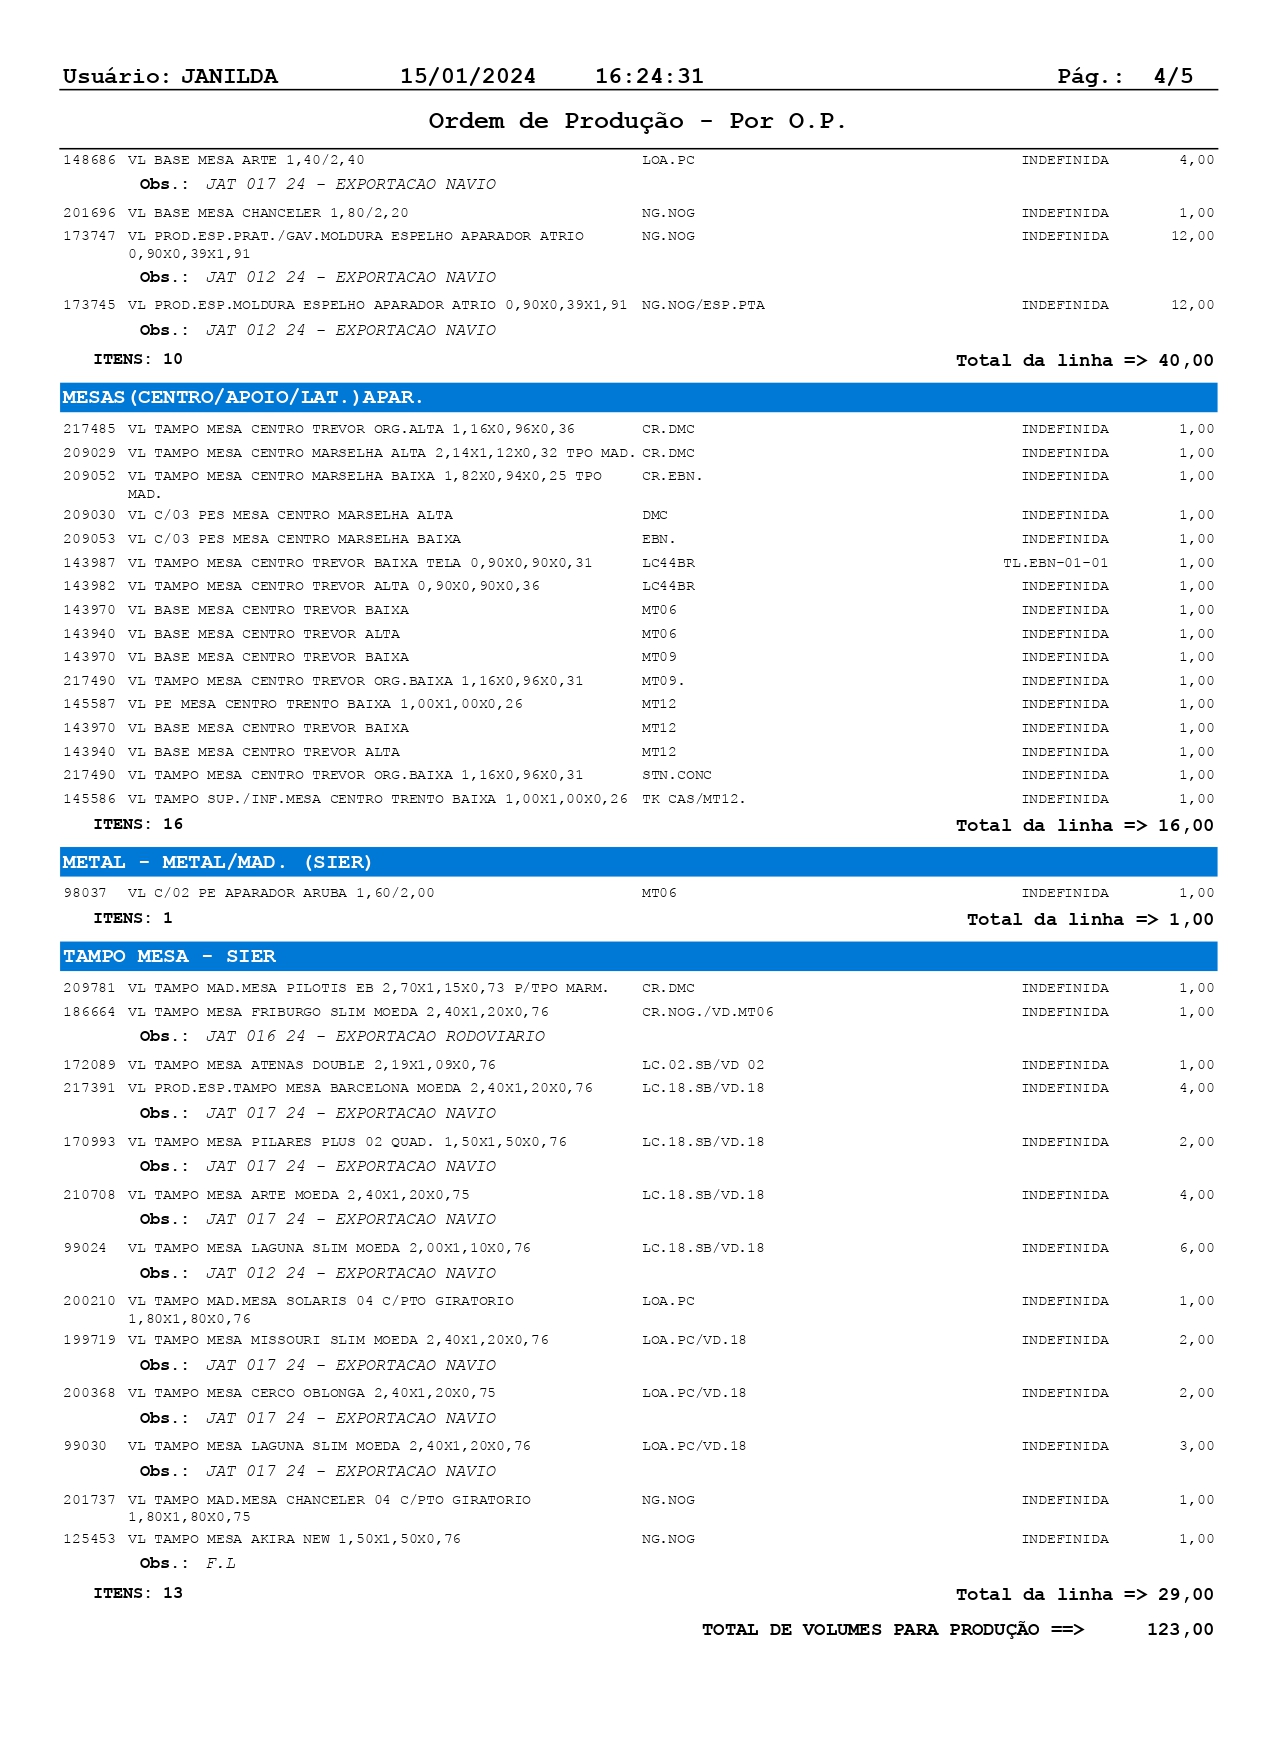 Usuário: JANILDA 15/01/2024 16:24:31 Pág.: 4/5
Ordem de Produção - Por O.P.
148686 VL BASE MESA ARTE 1,40/2,40 LOA.PC INDEFINIDA 4,00
Obs.: JAT 017 24 - EXPORTACAO NAVIO
201696 VL BASE MESA CHANCELER 1,80/2,20 NG.NOG INDEFINIDA 1,00
173747 VL PROD.ESP.PRAT./GAV.MOLDURA ESPELHO APARADOR ATRIO NG.NOG INDEFINIDA 12,00
0,90X0,39X1,91
Obs.: JAT 012 24 - EXPORTACAO NAVIO
173745 VL PROD.ESP.MOLDURA ESPELHO APARADOR ATRIO 0,90X0,39X1,91 NG.NOG/ESP.PTA INDEFINIDA 12,00
Obs.: JAT 012 24 - EXPORTACAO NAVIO
ITENS: 10 Total da linha => 40,00
MESAS(CENTRO/APOIO/LAT.)APAR.
217485 VL TAMPO MESA CENTRO TREVOR ORG.ALTA 1,16X0,96X0,36 CR.DMC INDEFINIDA 1,00
209029 VL TAMPO MESA CENTRO MARSELHA ALTA 2,14X1,12X0,32 TPO MAD. CR.DMC INDEFINIDA 1,00
209052 VL TAMPO MESA CENTRO MARSELHA BAIXA 1,82X0,94X0,25 TPO CR.EBN. INDEFINIDA 1,00
MAD.
209030 VL C/03 PES MESA CENTRO MARSELHA ALTA DMC INDEFINIDA 1,00
209053 VL C/03 PES MESA CENTRO MARSELHA BAIXA EBN. INDEFINIDA 1,00
143987 VL TAMPO MESA CENTRO TREVOR BAIXA TELA 0,90X0,90X0,31 LC44BR TL.EBN-01-01 1,00
143982 VL TAMPO MESA CENTRO TREVOR ALTA 0,90X0,90X0,36 LC44BR INDEFINIDA 1,00
143970 VL BASE MESA CENTRO TREVOR BAIXA MT06 INDEFINIDA 1,00
143940 VL BASE MESA CENTRO TREVOR ALTA MT06 INDEFINIDA 1,00
143970 VL BASE MESA CENTRO TREVOR BAIXA MT09 INDEFINIDA 1,00
217490 VL TAMPO MESA CENTRO TREVOR ORG.BAIXA 1,16X0,96X0,31 MT09. INDEFINIDA 1,00
145587 VL PE MESA CENTRO TRENTO BAIXA 1,00X1,00X0,26 MT12 INDEFINIDA 1,00
143970 VL BASE MESA CENTRO TREVOR BAIXA MT12 INDEFINIDA 1,00
143940 VL BASE MESA CENTRO TREVOR ALTA MT12 INDEFINIDA 1,00
217490 VL TAMPO MESA CENTRO TREVOR ORG.BAIXA 1,16X0,96X0,31 STN.CONC INDEFINIDA 1,00
145586 VL TAMPO SUP./INF.MESA CENTRO TRENTO BAIXA 1,00X1,00X0,26 TK CAS/MT12. INDEFINIDA 1,00
ITENS: 16 Total da linha => 16,00
METAL - METAL/MAD. (SIER)
98037 VL C/02 PE APARADOR ARUBA 1,60/2,00 MT06 INDEFINIDA 1,00
ITENS: 1 Total da linha => 1,00
TAMPO MESA - SIER
209781 VL TAMPO MAD.MESA PILOTIS EB 2,70X1,15X0,73 P/TPO MARM. CR.DMC INDEFINIDA 1,00
186664 VL TAMPO MESA FRIBURGO SLIM MOEDA 2,40X1,20X0,76 CR.NOG./VD.MT06 INDEFINIDA 1,00
Obs.: JAT 016 24 - EXPORTACAO RODOVIARIO
172089 VL TAMPO MESA ATENAS DOUBLE 2,19X1,09X0,76 LC.02.SB/VD 02 INDEFINIDA 1,00
217391 VL PROD.ESP.TAMPO MESA BARCELONA MOEDA 2,40X1,20X0,76 LC.18.SB/VD.18 INDEFINIDA 4,00
Obs.: JAT 017 24 - EXPORTACAO NAVIO
170993 VL TAMPO MESA PILARES PLUS 02 QUAD. 1,50X1,50X0,76 LC.18.SB/VD.18 INDEFINIDA 2,00
Obs.: JAT 017 24 - EXPORTACAO NAVIO
210708 VL TAMPO MESA ARTE MOEDA 2,40X1,20X0,75 LC.18.SB/VD.18 INDEFINIDA 4,00
Obs.: JAT 017 24 - EXPORTACAO NAVIO
99024 VL TAMPO MESA LAGUNA SLIM MOEDA 2,00X1,10X0,76 LC.18.SB/VD.18 INDEFINIDA 6,00
Obs.: JAT 012 24 - EXPORTACAO NAVIO
200210 VL TAMPO MAD.MESA SOLARIS 04 C/PTO GIRATORIO LOA.PC INDEFINIDA 1,00
1,80X1,80X0,76
199719 VL TAMPO MESA MISSOURI SLIM MOEDA 2,40X1,20X0,76 LOA.PC/VD.18 INDEFINIDA 2,00
Obs.: JAT 017 24 - EXPORTACAO NAVIO
200368 VL TAMPO MESA CERCO OBLONGA 2,40X1,20X0,75 LOA.PC/VD.18 INDEFINIDA 2,00
Obs.: JAT 017 24 - EXPORTACAO NAVIO
99030 VL TAMPO MESA LAGUNA SLIM MOEDA 2,40X1,20X0,76 LOA.PC/VD.18 INDEFINIDA 3,00
Obs.: JAT 017 24 - EXPORTACAO NAVIO
201737 VL TAMPO MAD.MESA CHANCELER 04 C/PTO GIRATORIO NG.NOG INDEFINIDA 1,00
1,80X1,80X0,75
125453 VL TAMPO MESA AKIRA NEW 1,50X1,50X0,76 NG.NOG INDEFINIDA 1,00
Obs.: F.L
ITENS: 13 Total da linha => 29,00
TOTAL DE VOLUMES PARA PRODUÇÃO ==> 123,00